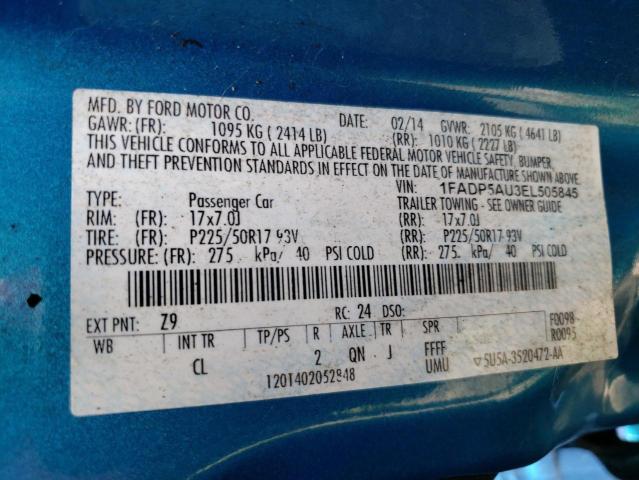 MFD. BY FORD MOTOR CO. DATE: 02/14 GVWR: 2105 KG ( 4641 LB)
GAWR: (FR): 1095 KG ( 2414 LB) (RR): 1010 KG ( 2227 LB)
THIS VEHICLE CONFORMS TO ALL APPLICABLE FEDERAL MOTOR VEHICLE SAFETY, BUMPER,
AND THEFT PREVENTION STANDARDS IN EFFECT ON THE DATE OF MANUFACTURE SHOWN ABOVE.
VIN: 1FADP5AU3EL505845
TYPE: Passenger Car TRAILER TOWING - SEE OWNER GUIDE
RIM: (FR): 17x7.0J (RR): 17x7.0J
TIRE: (FR): P225/50R17 93V (RR): P225/50R17 93V
PRESSURE: (FR): 275 kPa/ 40 PSI COLD (RR): 275 kPa/ 40 PSI COLD
EXT PNT: Z9 RC: 24 DSO: F0098
WB INT TR TP/PS R AXLE TR SPR R0095
CL 2 QN J FFFF
UMU
1201402052848 ▽5U5A-3520472-AA